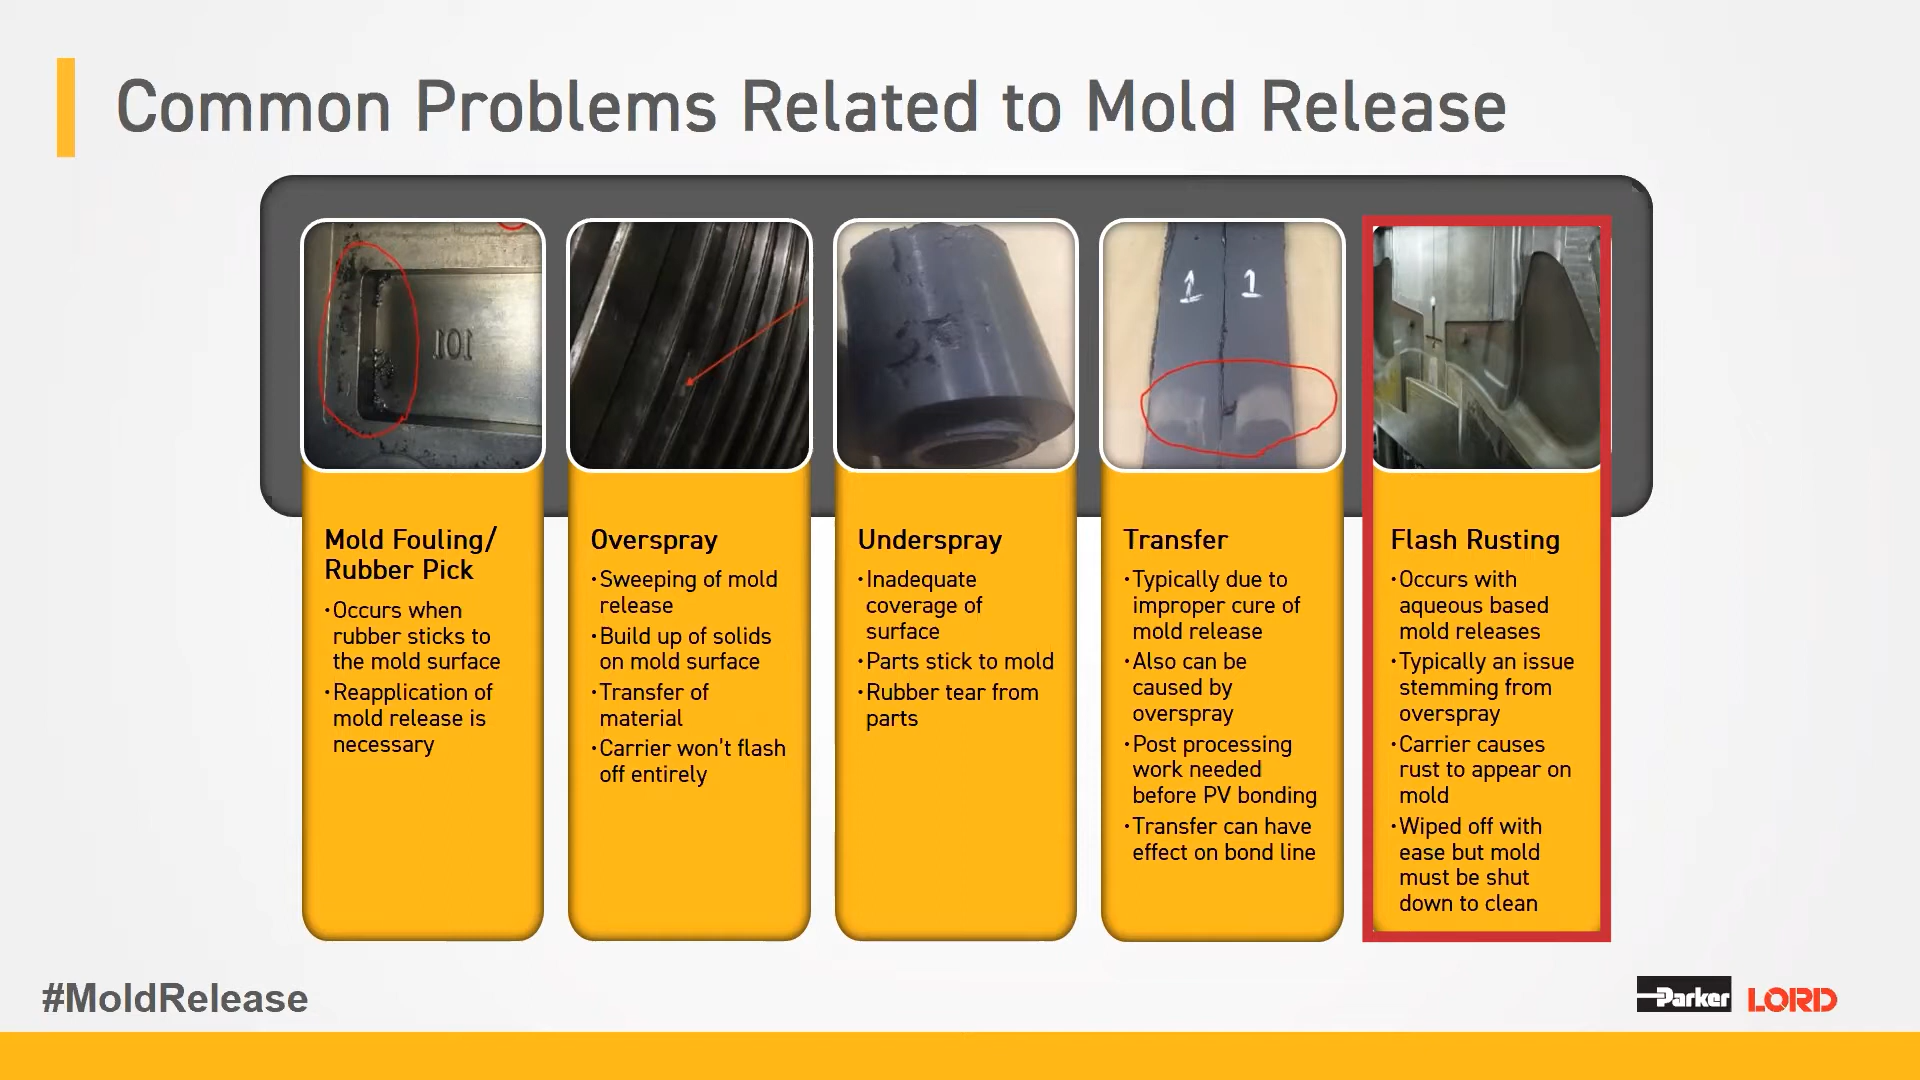 Common Problems Related to Mold Release
101
1 1
Mold Fouling/
Rubber Pick
·Occurs when
rubber sticks to
the mold surface
·Reapplication of
mold release is
necessary
Overspray
·Sweeping of mold
release
·Build up of solids
on mold surface
·Transfer of
material
·Carrier won't flash
off entirely
Underspray
·Inadequate
coverage of
surface
·Parts stick to mold
·Rubber tear from
parts
Transfer
·Typically due to
improper cure of
mold release
·Also can be
caused by
overspray
·Post processing
work needed
before PV bonding
·Transfer can have
effect on bond line
Flash Rusting
·Occurs with
aqueous based
mold releases
·Typically an issue
stemming from
overspray
·Carrier causes
rust to appear on
mold
·Wiped off with
ease but mold
must be shut
down to clean
#MoldRelease
Parker LORD